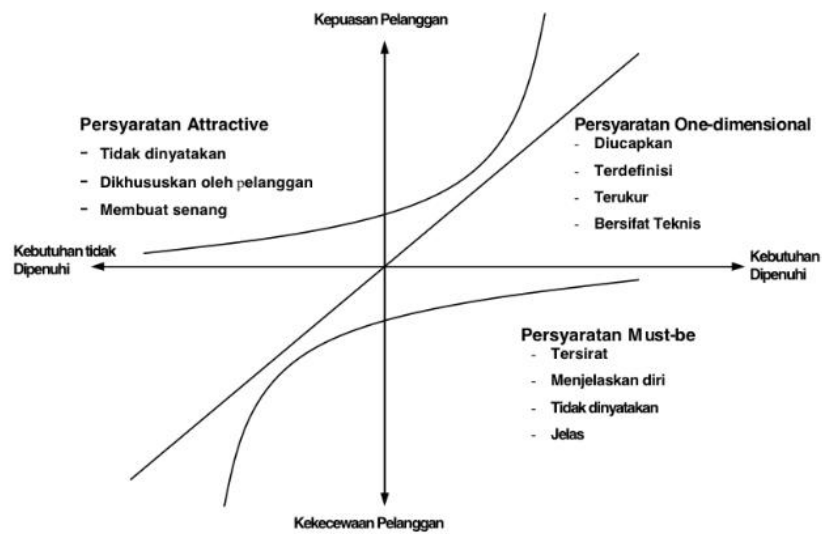 Kepuasan Pelanggan
Persyaratan Attractive
- Tidak dinyatakan
- Dikhususkan oleh pelanggan
- Membuat senang
Persyaratan One-dimensional
- Diucapkan
- Terdefinisi
- Terukur
- Bersifat Teknis
Kebutuhan tidak
Dipenuhi
Kebutuhan
Dipenuhi
Persyaratan Must-be
- Tersirat
- Menjelaskan diri
- Tidak dinyatakan
- Jelas
Kekecewaan Pelanggan